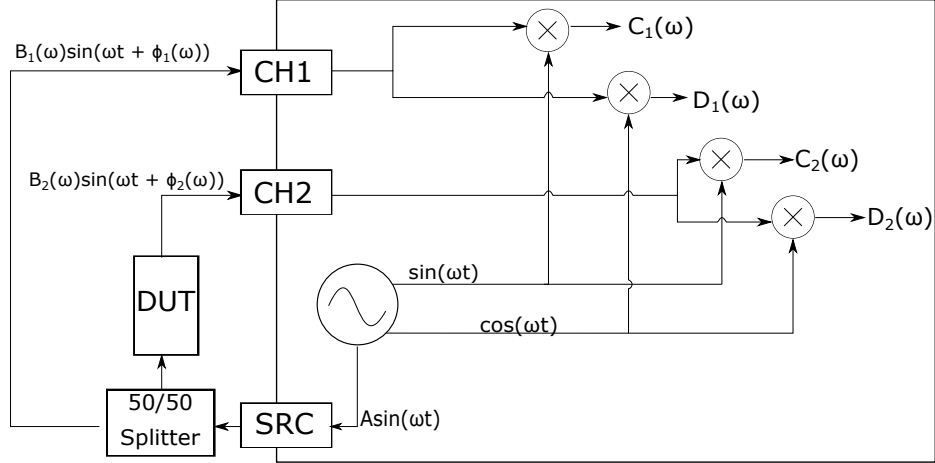 B₁(ω)sin(ωt + ϕ₁(ω))
CH1
C₁(ω)
D₁(ω)
B₂(ω)sin(ωt + ϕ₂(ω))
CH2
C₂(ω)
D₂(ω)
sin(ωt)
DUT
cos(ωt)
50/50
Splitter
SRC
Asin(ωt)